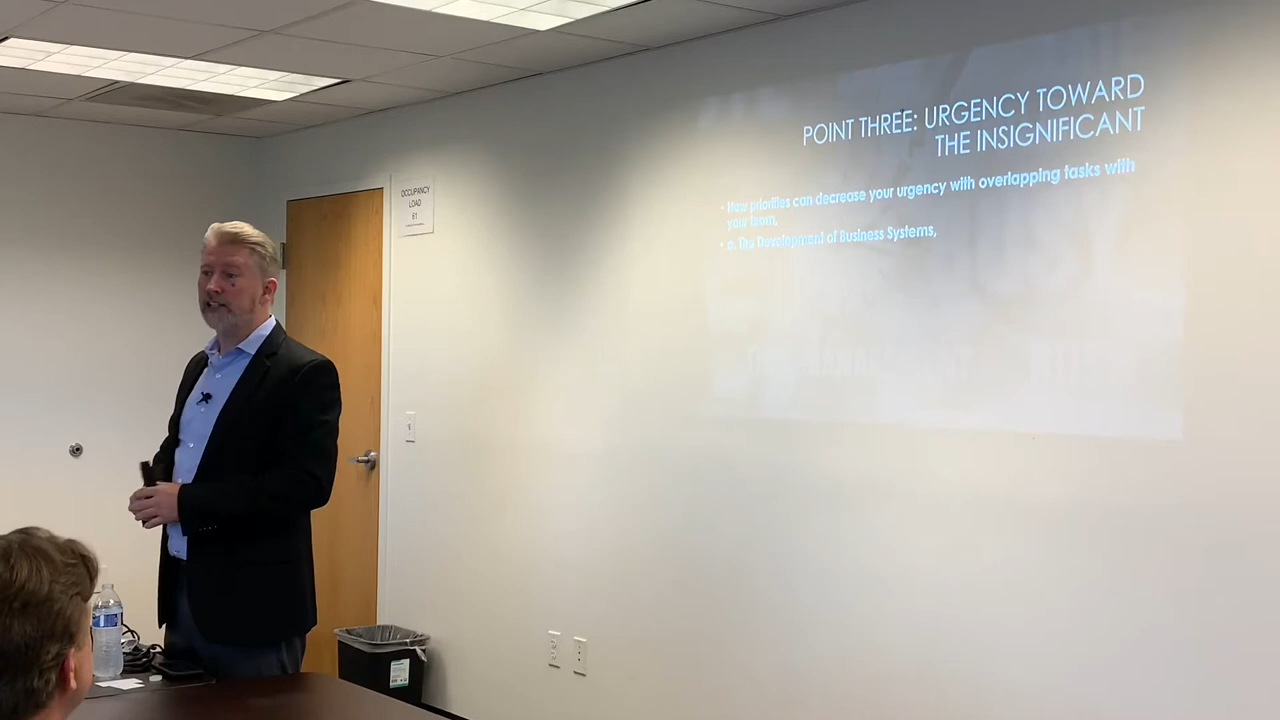 POINT THREE: URGENCY TOWARD
THE INSIGNIFICANT
• How priorities can decrease your urgency with overlapping tasks with
your team,
• a. The Development of Business Systems,
OCCUPANCY
LOAD
61